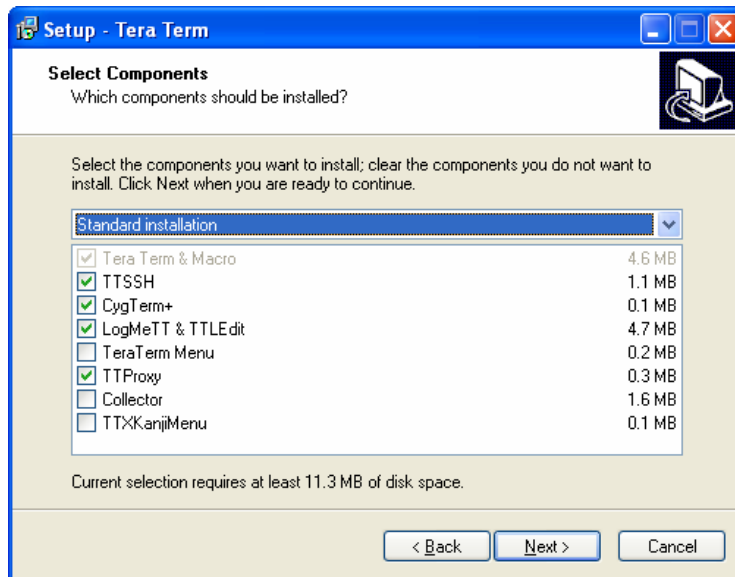 Setup - Tera Term
Select Components
Which components should be installed?
Select the components you want to install; clear the components you do not want to
install. Click Next when you are ready to continue.
Standard installation
Tera Term & Macro 4.6 MB
TTSSH 1.1 MB
CygTerm+ 0.1 MB
LogMeTT & TTLEdit 4.7 MB
TeraTerm Menu 0.2 MB
TTProxy 0.3 MB
Collector 1.6 MB
TTXKanjiMenu 0.1 MB
Current selection requires at least 11.3 MB of disk space.
< Back Next > Cancel